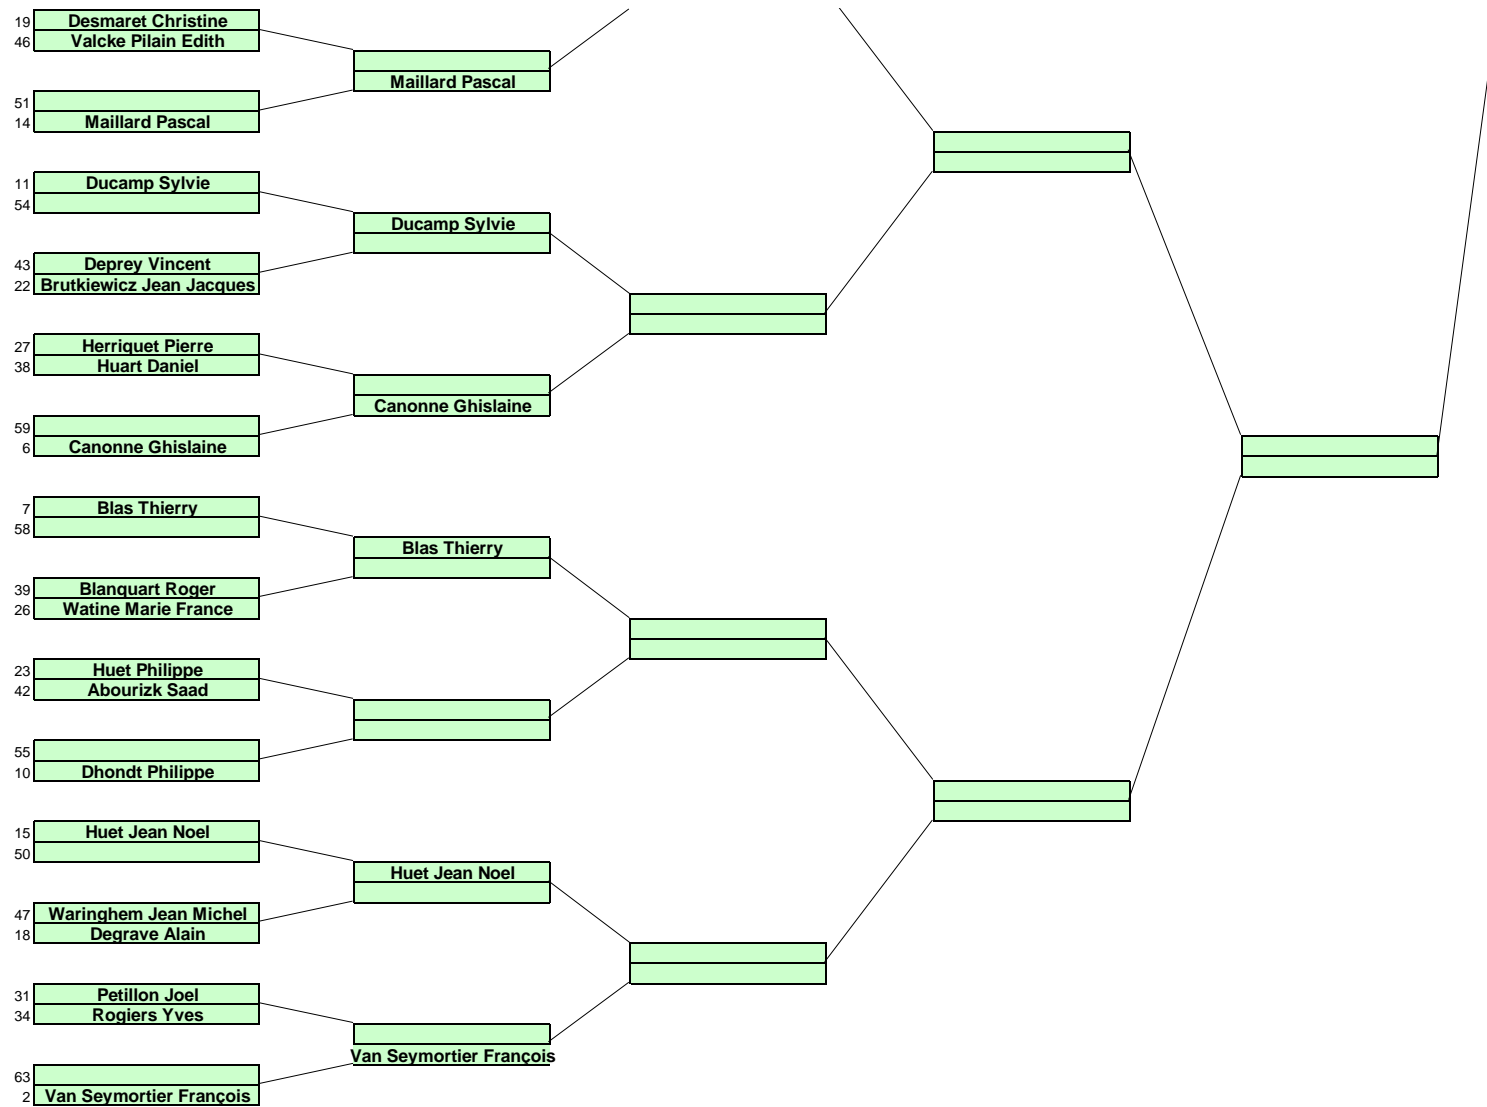 19 Desmaret Christine
46 Valcke Pilain Edith
Maillard Pascal
51
14 Maillard Pascal
11 Ducamp Sylvie
54
Ducamp Sylvie
43 Deprey Vincent
22 Brutkiewicz Jean Jacques
27 Herriquet Pierre
38 Huart Daniel
Canonne Ghislaine
59
6 Canonne Ghislaine
7 Blas Thierry
58
Blas Thierry
39 Blanquart Roger
26 Watine Marie France
23 Huet Philippe
42 Abourizk Saad
55
10 Dhondt Philippe
15 Huet Jean Noel
50
Huet Jean Noel
47 Waringhem Jean Michel
18 Degrave Alain
31 Petillon Joel
34 Rogiers Yves
Van Seymortier François
63
2 Van Seymortier François